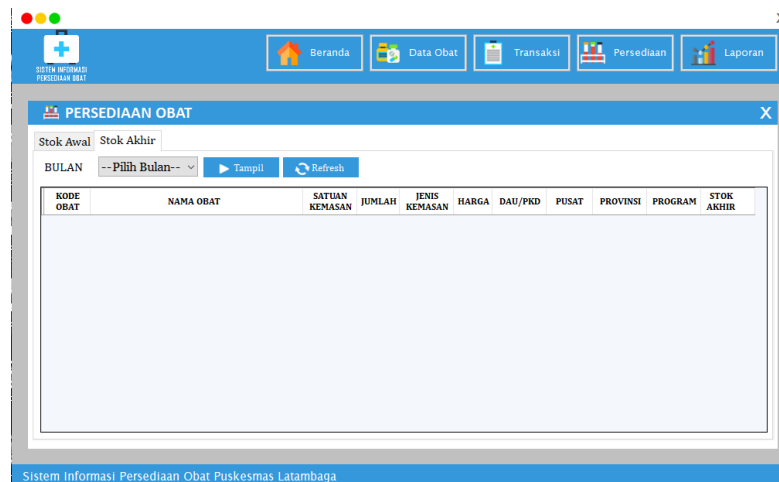 Beranda
Data Obat
Transaksi
Persediaan
Laporan
SISTEM INFORMASI
PERSEDIAAN OBAT
PERSEDIAAN OBAT X
Stok Awal Stok Akhir
BULAN --Pilih Bulan-- Tampil Refresh
KODE OBAT NAMA OBAT SATUAN KEMASAN JUMLAH JENIS KEMASAN HARGA DAU/PKD PUSAT PROVINSI PROGRAM STOK AKHIR
Sistem Informasi Persediaan Obat Puskesmas Latambaga